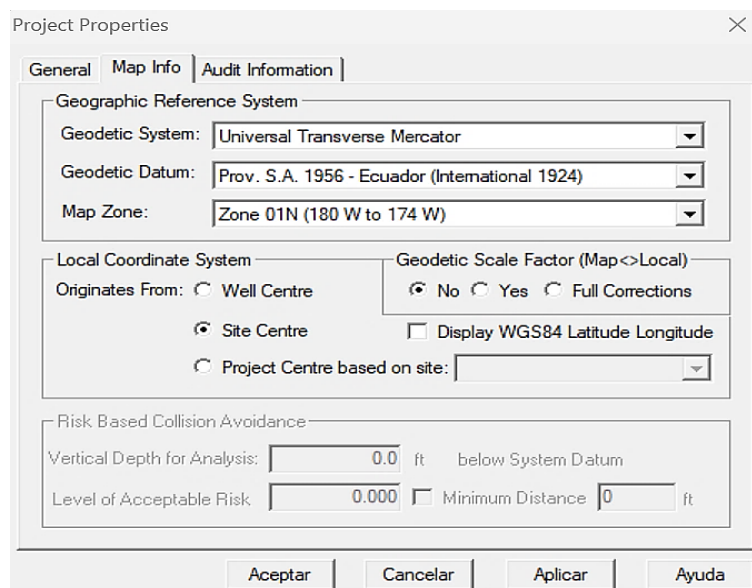 Project Properties
General Map Info Audit Information
Geographic Reference System
Geodetic System: Universal Transverse Mercator
Geodetic Datum: Prov. S.A. 1956 - Ecuador (International 1924)
Map Zone: Zone 01N (180 W to 174 W)
Local Coordinate System
Originates From: Well Centre
Site Centre
Project Centre based on site:
Geodetic Scale Factor (Map<>Local)
No Yes Full Corrections
Display WGS84 Latitude Longitude
Risk Based Collision Avoidance
Vertical Depth for Analysis: 0.0 ft below System Datum
Level of Acceptable Risk 0.000 Minimum Distance 0 ft
Aceptar Cancelar Aplicar Ayuda